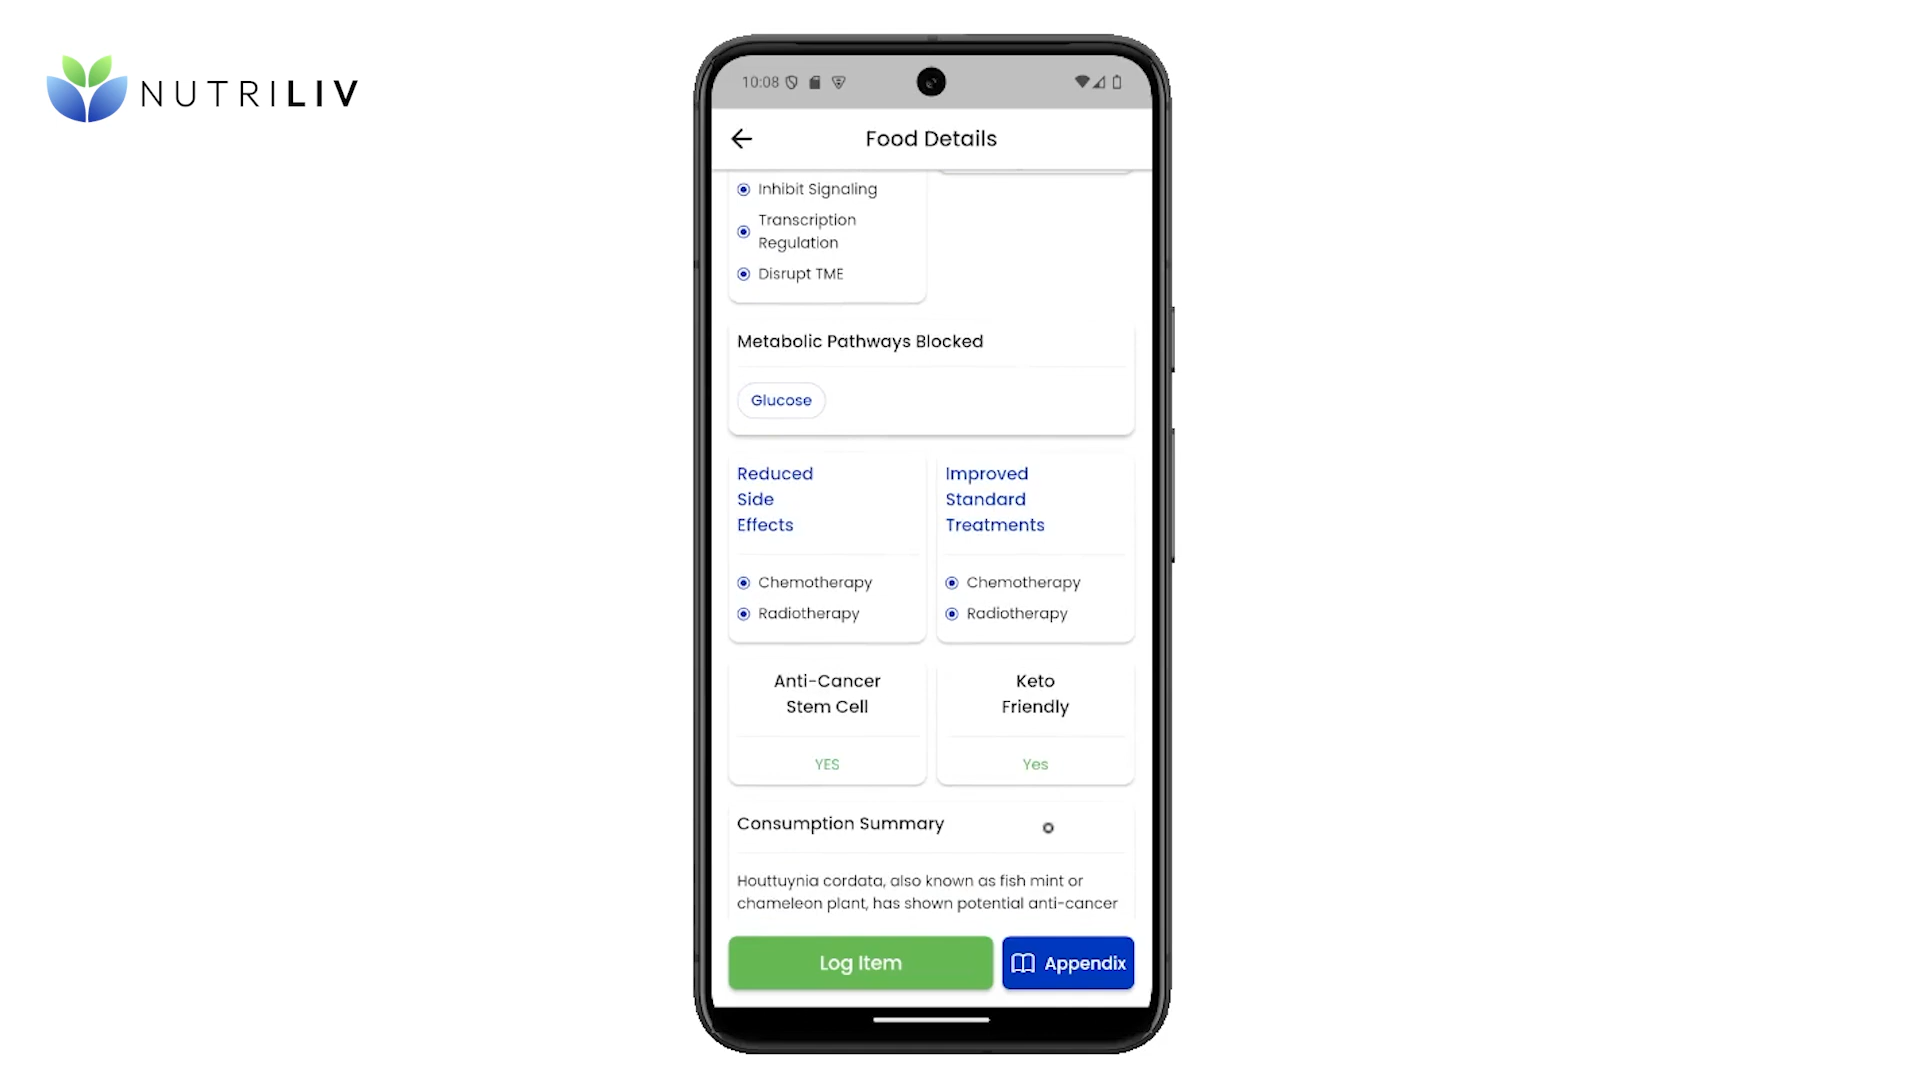 NUTRILIV
10:08
Food Details
Inhibit Signaling
Transcription
Regulation
Disrupt TME
Metabolic Pathways Blocked
Glucose
Reduced
Side
Effects
Chemotherapy
Radiotherapy
Improved
Standard
Treatments
Chemotherapy
Radiotherapy
Anti-Cancer
Stem Cell
YES
Keto
Friendly
Yes
Consumption Summary
Houttuynia cordata, also known as fish mint or
chameleon plant, has shown potential anti-cancer
Log Item
Appendix